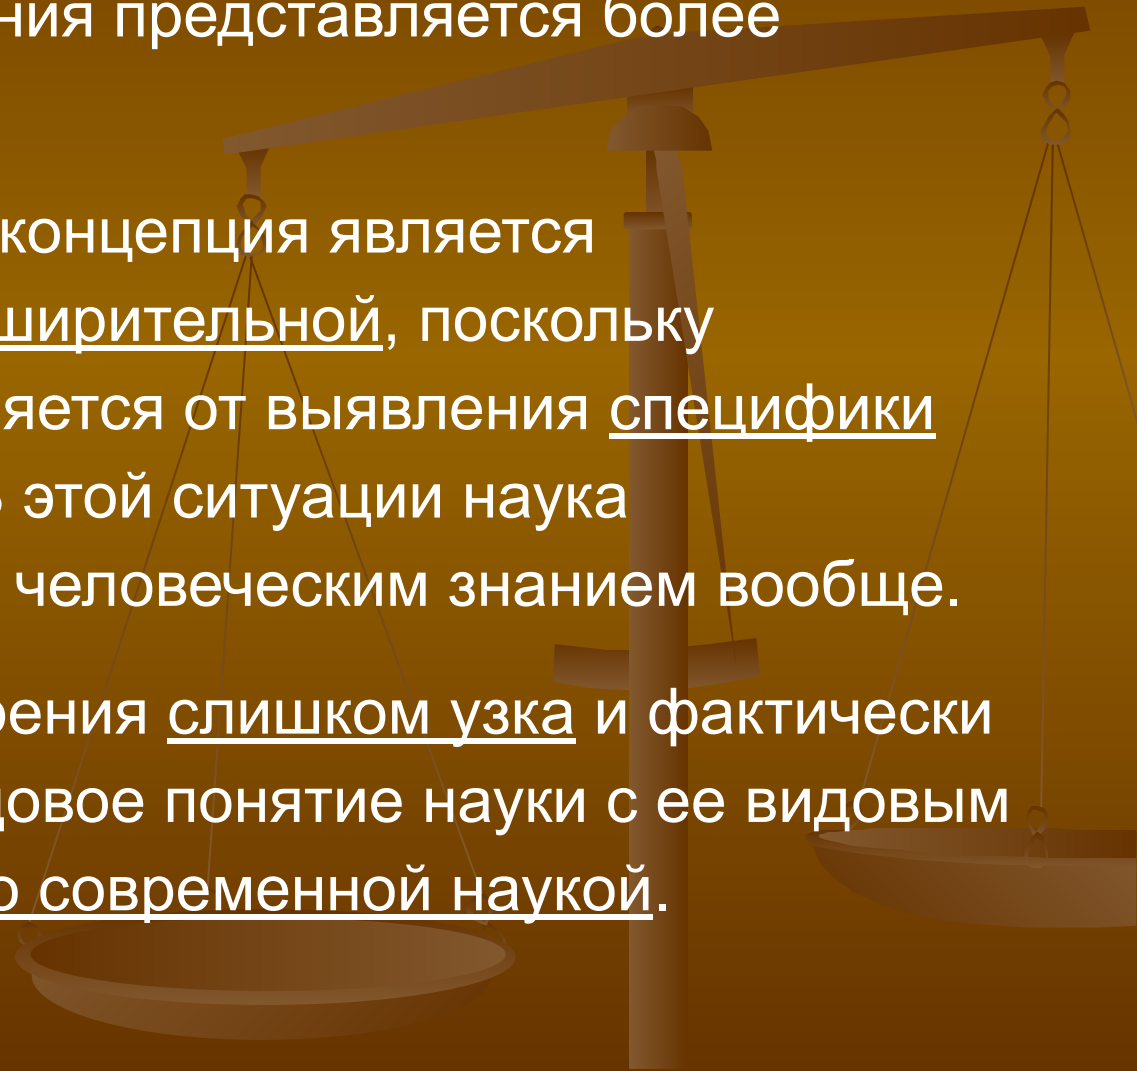 ния представляется более
концепция является
ширительной, поскольку
яется от выявления специфики
этой ситуации наука
человеческим знанием вообще.
рения слишком узка и фактически
довое понятие науки с ее видовым
о современной наукой.